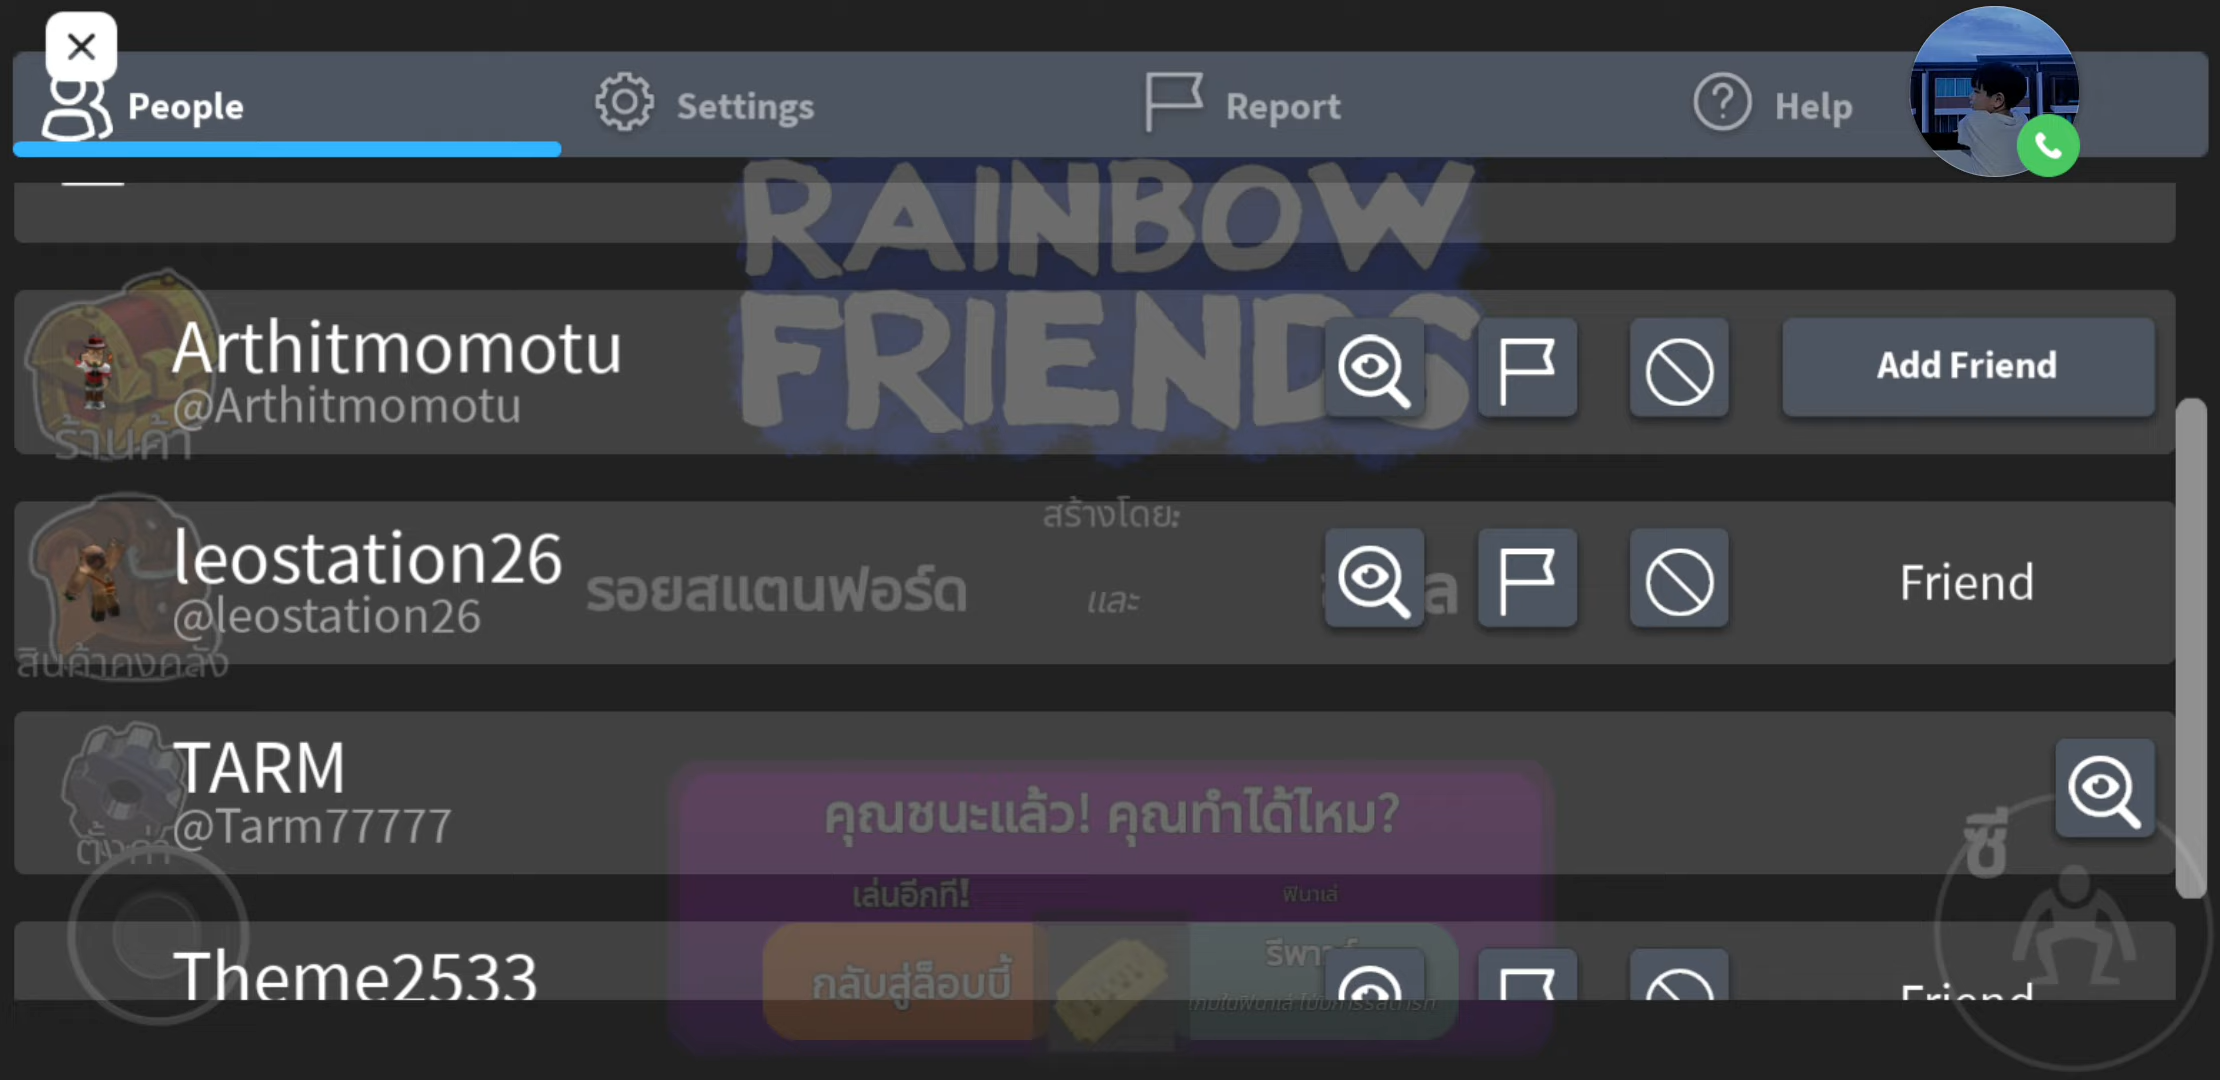 People
Settings
Report
Help
RAINBOW
FRIENDS
Arthitmomotu
@Arthitmomotu
Add Friend
ร้านค้า
สร้างโดย:
leostation26
@leostation26
รอยสแตนฟอร์ด
และ
Friend
สินค้าคงคลัง
TARM
@Tarm77777
ตั้งค่า
คุณชนะแล้ว! คุณทำได้ไหม?
ซี
เล่นอีกที!
ฟินาเล่
Theme2533
Friend
กลับสู่ล็อบบี้